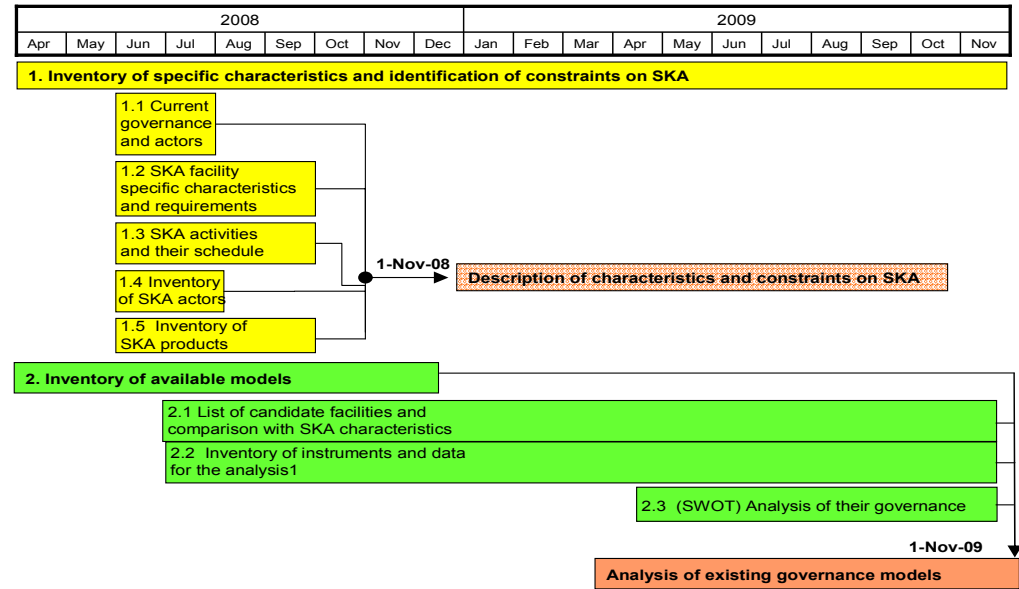 2008 2009
Apr May Jun Jul Aug Sep Oct Nov Dec Jan Feb Mar Apr May Jun Jul Aug Sep Oct Nov
1. Inventory of specific characteristics and identification of constraints on SKA
1.1 Current
governance
and actors
1.2 SKA facility
specific characteristics
and requirements
1.3 SKA activities
and their schedule
1-Nov-08
Description of characteristics and constraints on SKA
1.4 Inventory
of SKA actors
1.5 Inventory of
SKA products
2. Inventory of available models
2.1 List of candidate facilities and
comparison with SKA characteristics
2.2 Inventory of instruments and data
for the analysis1
2.3 (SWOT) Analysis of their governance
1-Nov-09
Analysis of existing governance models